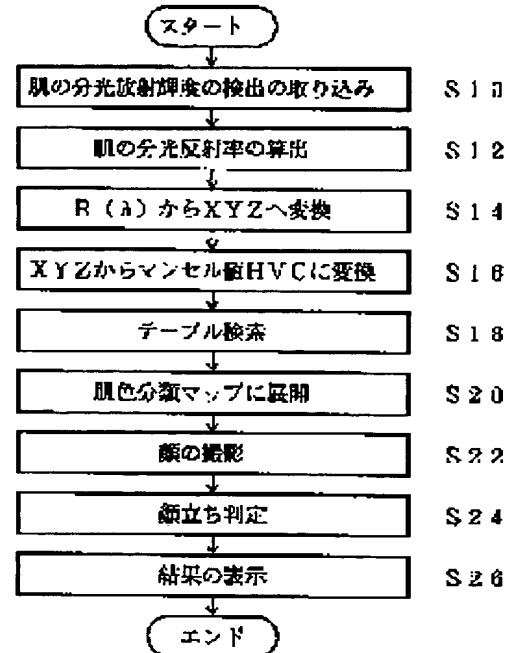 スタート
肌の分光放射輝度の検出の取り込み S10
肌の分光反射率の算出 S12
R(λ)からXYZへ変換 S14
XYZからマンセル値HVCに変換 S16
テーブル検索 S18
肌色分類マップに展開 S20
顔の撮影 S22
顔立ち判定 S24
結果の表示 S26
エンド